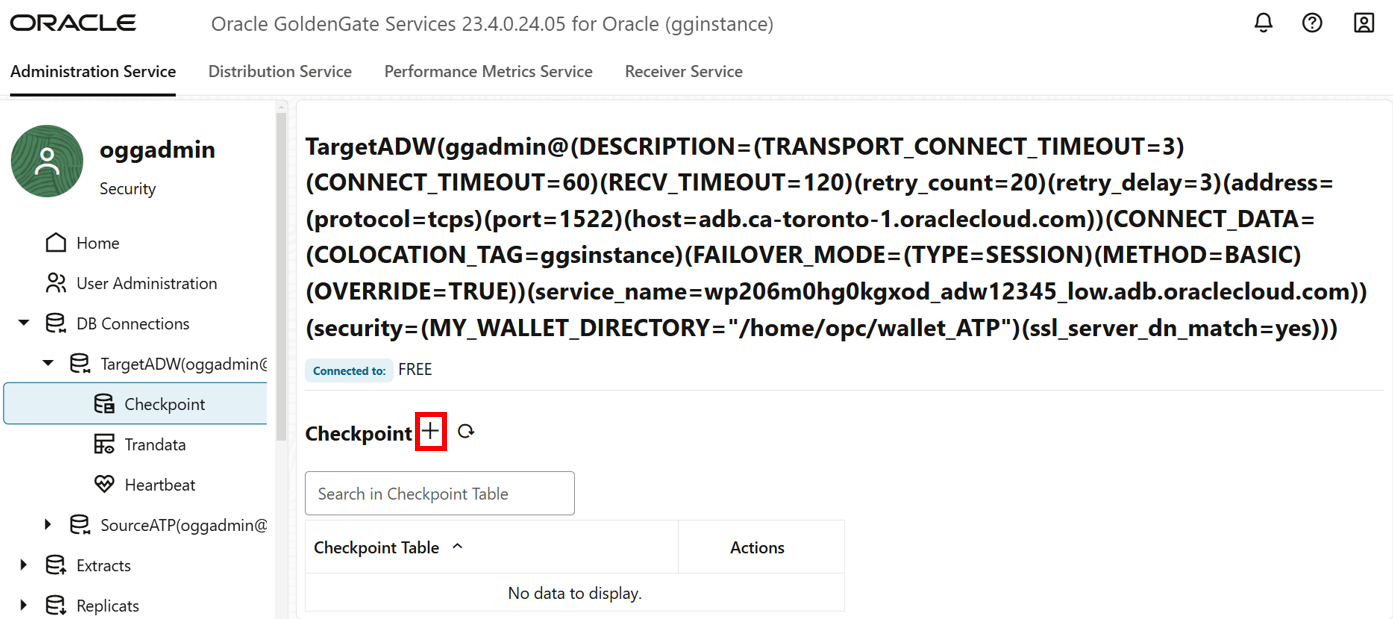 ORACLE
Oracle GoldenGate Services 23.4.0.24.05 for Oracle (gginstance)
Administration Service
Distribution Service
Performance Metrics Service
Receiver Service
oggadmin
Security
Home
User Administration
DB Connections
TargetADW(oggadmin@
Checkpoint
Trandata
Heartbeat
SourceATP(oggadmin@
Extracts
Replicats
TargetADW(ggadmin@(DESCRIPTION=(TRANSPORT_CONNECT_TIMEOUT=3)
(CONNECT_TIMEOUT=60)(RECV_TIMEOUT=120)(retry_count=20)(retry_delay=3)(address=
(protocol=tcps)(port=1522)(host=adb.ca-toronto-1.oraclecloud.com))(CONNECT_DATA=
(COLOCATION_TAG=ggsinstance)(FAILOVER_MODE=(TYPE=SESSION)(METHOD=BASIC)
(OVERRIDE=TRUE))(service_name=wp206m0hg0kgxod_adw12345_low.adb.oraclecloud.com))
(security=(MY_WALLET_DIRECTORY="/home/opc/wallet_ATP")(ssl_server_dn_match=yes)))
Connected to: FREE
Checkpoint
Search in Checkpoint Table
Checkpoint Table
Actions
No data to display.